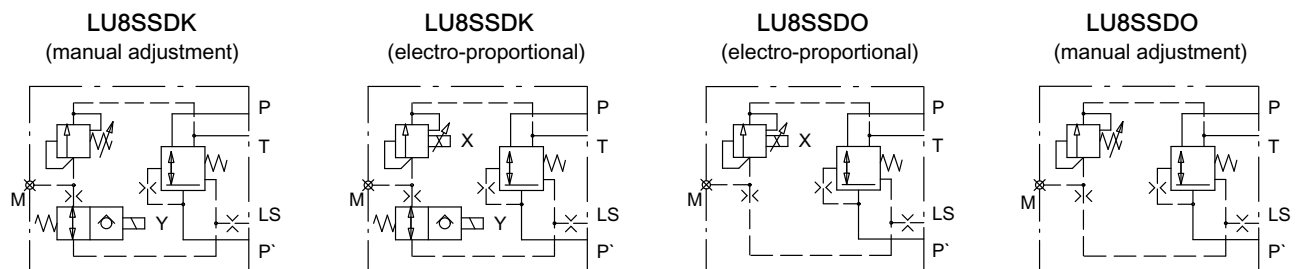 LU8SSDK
(manual adjustment)
P
T
M
LS
Y
P`
LU8SSDK
(electro-proportional)
P
X
T
M
LS
Y
P`
LU8SSDO
(electro-proportional)
P
X
T
M
LS
P`
LU8SSDO
(manual adjustment)
P
T
M
LS
P`